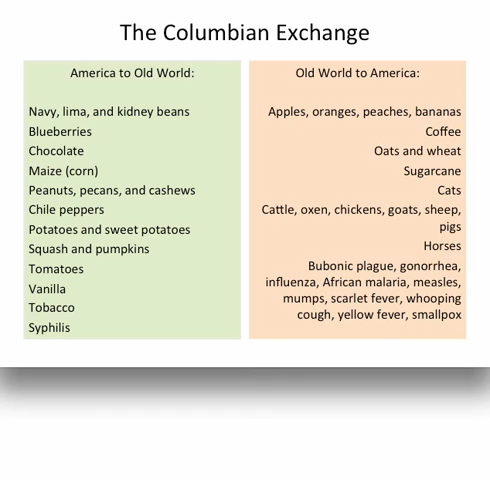 The Columbian Exchange
America to Old World:
Navy, lima, and kidney beans
Blueberries
Chocolate
Maize (corn)
Peanuts, pecans, and cashews
Chile peppers
Potatoes and sweet potatoes
Squash and pumpkins
Tomatoes
Vanilla
Tobacco
Syphilis
Old World to America:
Apples, oranges, peaches, bananas
Coffee
Oats and wheat
Sugarcane
Cats
Cattle, oxen, chickens, goats, sheep,
pigs
Horses
Bubonic plague, gonorrhea,
influenza, African malaria, measles,
mumps, scarlet fever, whooping
cough, yellow fever, smallpox